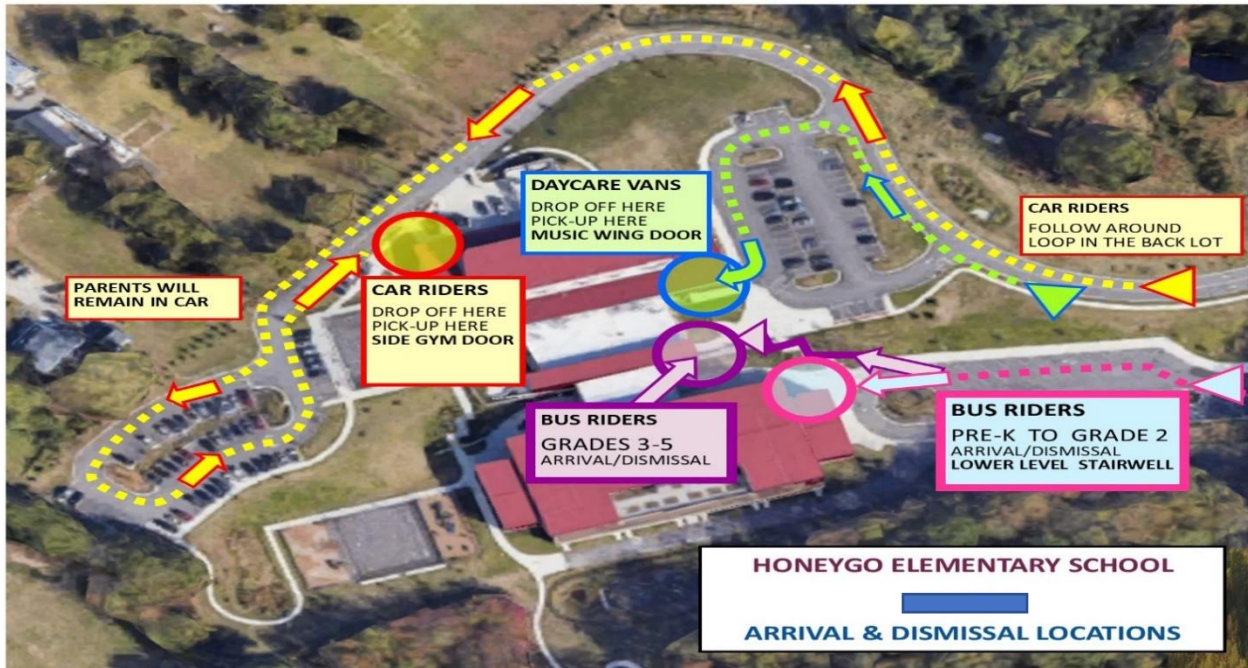 DAYCARE VANS
DROP OFF HERE
PICK-UP HERE
MUSIC WING DOOR
CAR RIDERS
FOLLOW AROUND
LOOP IN THE BACK LOT
PARENTS WILL
REMAIN IN CAR
CAR RIDERS
DROP OFF HERE
PICK-UP HERE
SIDE GYM DOOR
BUS RIDERS
GRADES 3-5
ARRIVAL/DISMISSAL
BUS RIDERS
PRE-K TO GRADE 2
ARRIVAL/DISMISSAL
LOWER LEVEL STAIRWELL
HONEYGO ELEMENTARY SCHOOL
ARRIVAL & DISMISSAL LOCATIONS